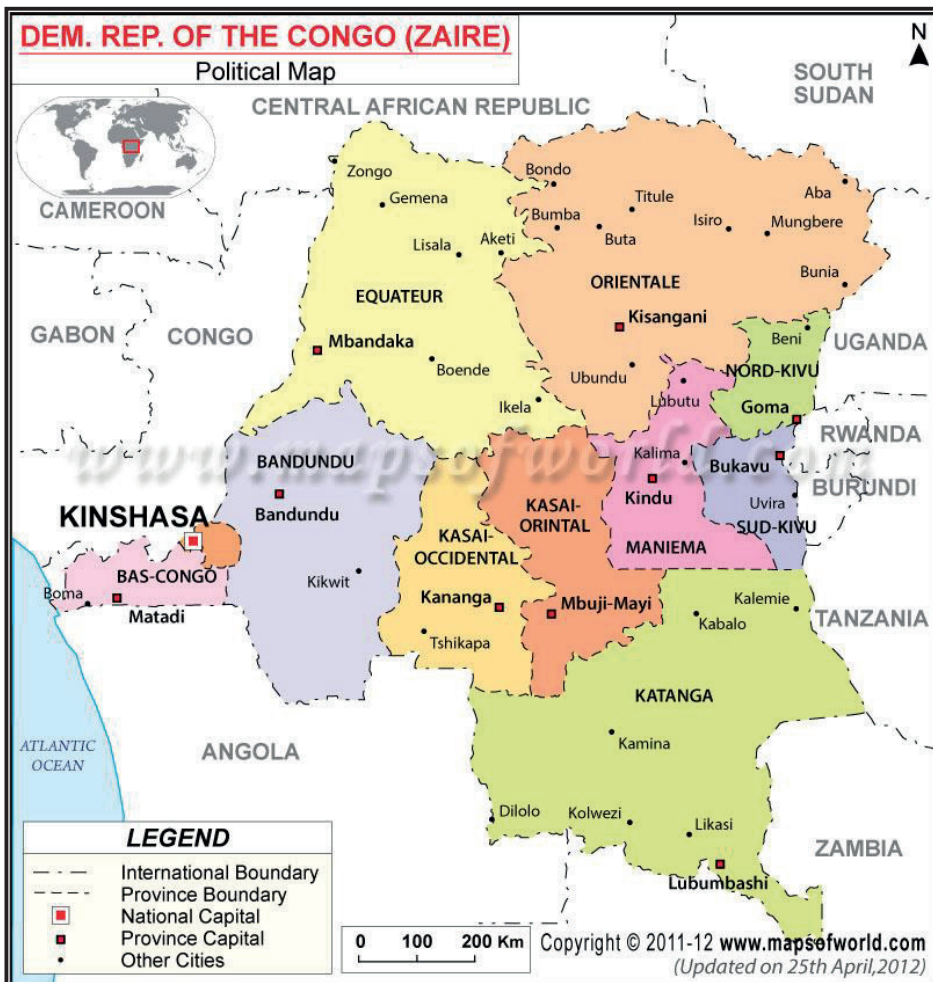 DEM. REP. OF THE CONGO (ZAIRE)
Political Map
N
SOUTH
SUDAN
CENTRAL AFRICAN REPUBLIC
CAMEROON
GABON
CONGO
UGANDA
RWANDA
BURUNDI
TANZANIA
ZAMBIA
ANGOLA
ATLANTIC
OCEAN
Zongo
Gemena
Lisala
Aketi
EQUATEUR
Mbandaka
Boende
Ikela
Bondo
Bumba
Titule
Buta
Isiro
Aba
Mungbere
Bunia
ORIENTALE
Kisangani
Ubundu
Beni
NORD-KIVU
Goma
Lubutu
Kalima
Kindu
MANIEMA
Bukavu
Uvira
SUD-KIVU
BANDUNDU
Bandundu
Kikwit
KINSHASA
BAS-CONGO
Boma
Matadi
KASAI-
OCCIDENTAL
Kananga
Tshikapa
KASAI-
ORINTAL
Mbuji-Mayi
Kalemie
Kabalo
KATANGA
Kamina
Dilolo
Kolwezi
Likasi
Lubumbashi
www.mapsofworld.com
LEGEND
International Boundary
Province Boundary
National Capital
Province Capital
Other Cities
0 100 200 Km
Copyright © 2011-12 www.mapsofworld.com
(Updated on 25th April,2012)